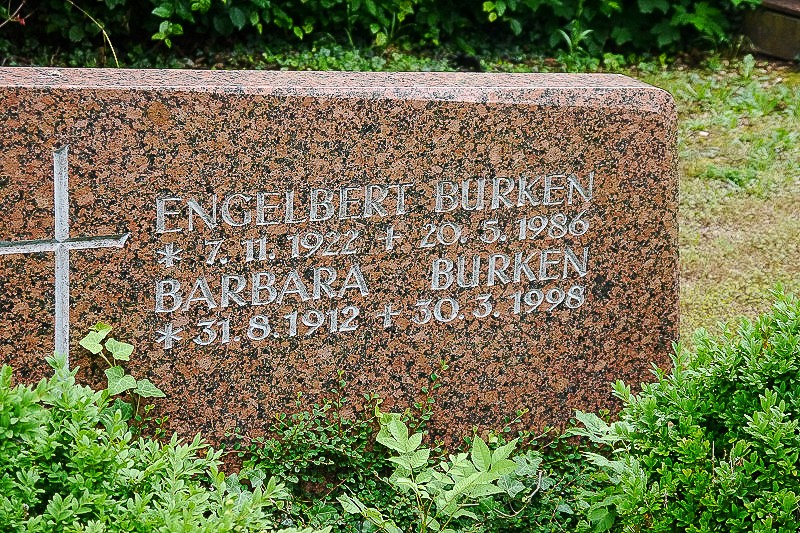 ENGELBERT BURKEN
* 7. 11. 1922 + 20. 5. 1986
BARBARA BURKEN
* 31. 8. 1912 + 30. 3. 1998